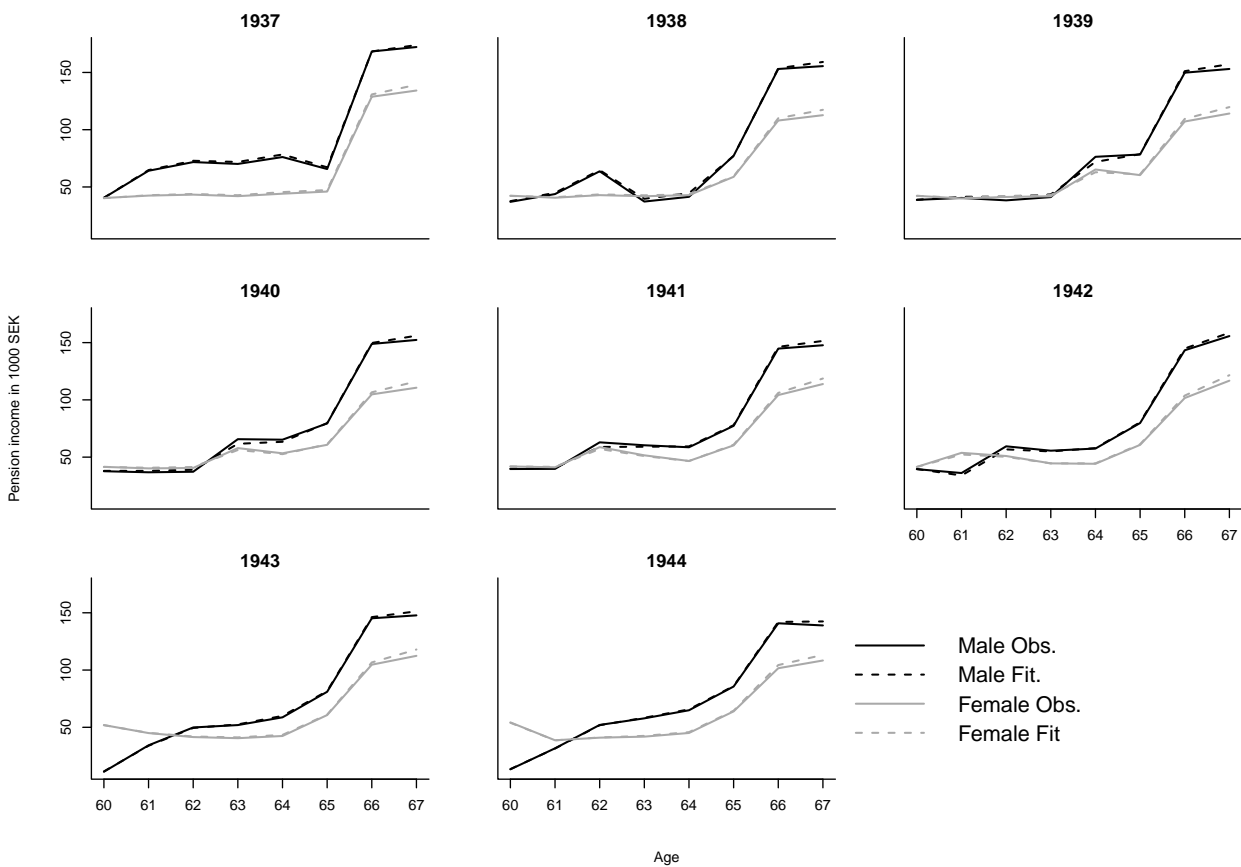 1937
1938
1939
150
100
50
1940
1941
1942
150
100
50
Pension income in 1000 SEK
60 61 62 63 64 65 66 67
1943
1944
150
100
50
Male Obs.
Male Fit.
Female Obs.
Female Fit
60 61 62 63 64 65 66 67
60 61 62 63 64 65 66 67
Age